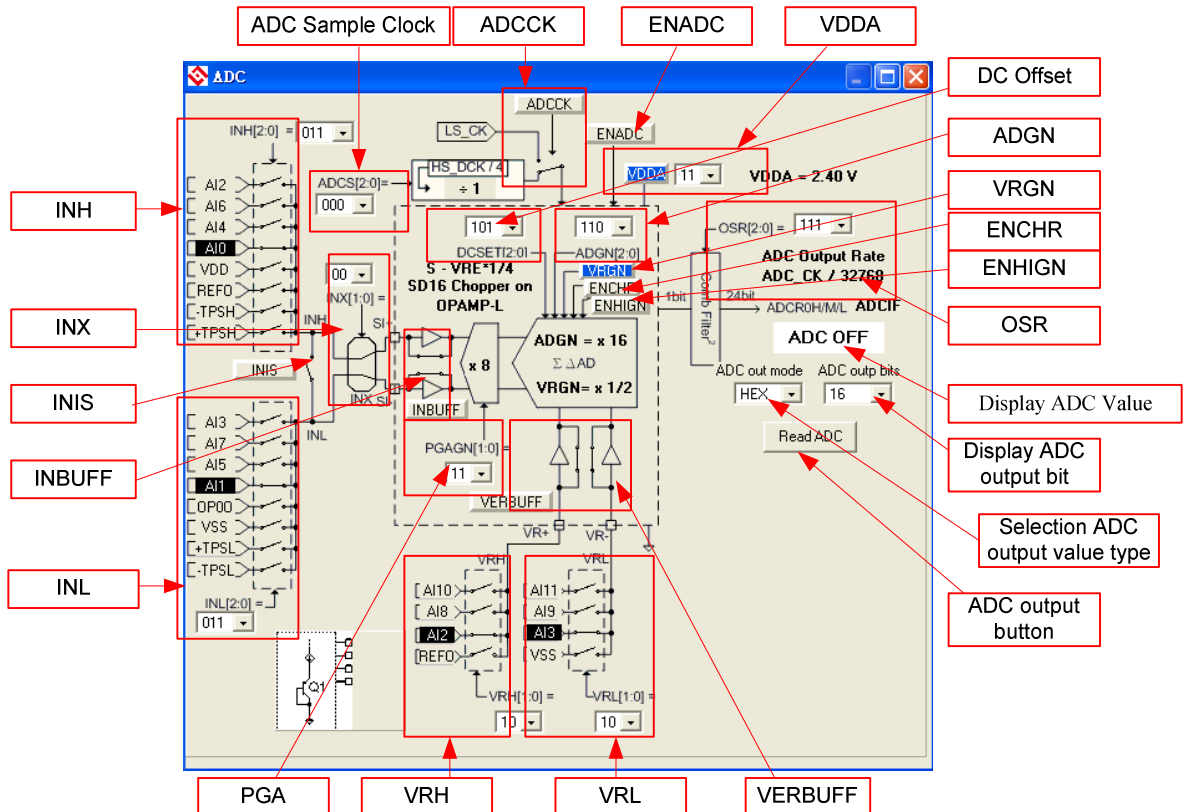 ADC Sample Clock
ADCCK
ENADC
VDDA
ADC
DC Offset
ADGN
VRGN
ENCHR
ENHIGN
OSR
Display ADC Value
Display ADC
output bit
Selection ADC
output value type
ADC output
button
INH
INX
INIS
INBUFF
INL
PGA
VRH
VRL
VERBUFF
INH[2:0] =
011
AI2
AI6
AI4
AI0
VDD
REFO
-TPSH
+TPSH
INIS
AI3
AI7
AI5
AI1
OPOO
VSS
+TPSL
-TPSL
INL[2:0] =
011
Q1
ADCS[2:0]=
000
00
INX[1:0] =
INH
INL
INX
SI+
SI-
ADCCK
LS_CK
HS_DCK / 4
÷ 1
ENADC
VDDA
11
VDDA = 2.40 V
101
DCSET[2:0]
110
ADGN[2:0]
S - VRE*1/4
SD16 Chopper on
OPAMP-L
VRGN
ENCHR
ENHIGN
x 8
ADGN = x 16
Σ∆AD
VRGN= x 1/2
INBUFF
PGAGN[1:0] =
11
VERBUFF
VR+
VR-
VRH
AI10
AI8
AI2
REFO
VRH[1:0] =
10
VRL
AI11
AI9
AI3
VSS
VRL[1:0] =
10
OSR[2:0] =
111
ADC Output Rate
ADC_CK / 32768
1bit
Comb Filter²
24bit
ADCR0H/M/L
ADCIF
ADC OFF
ADC out mode
ADC outp bits
HEX
16
Read ADC